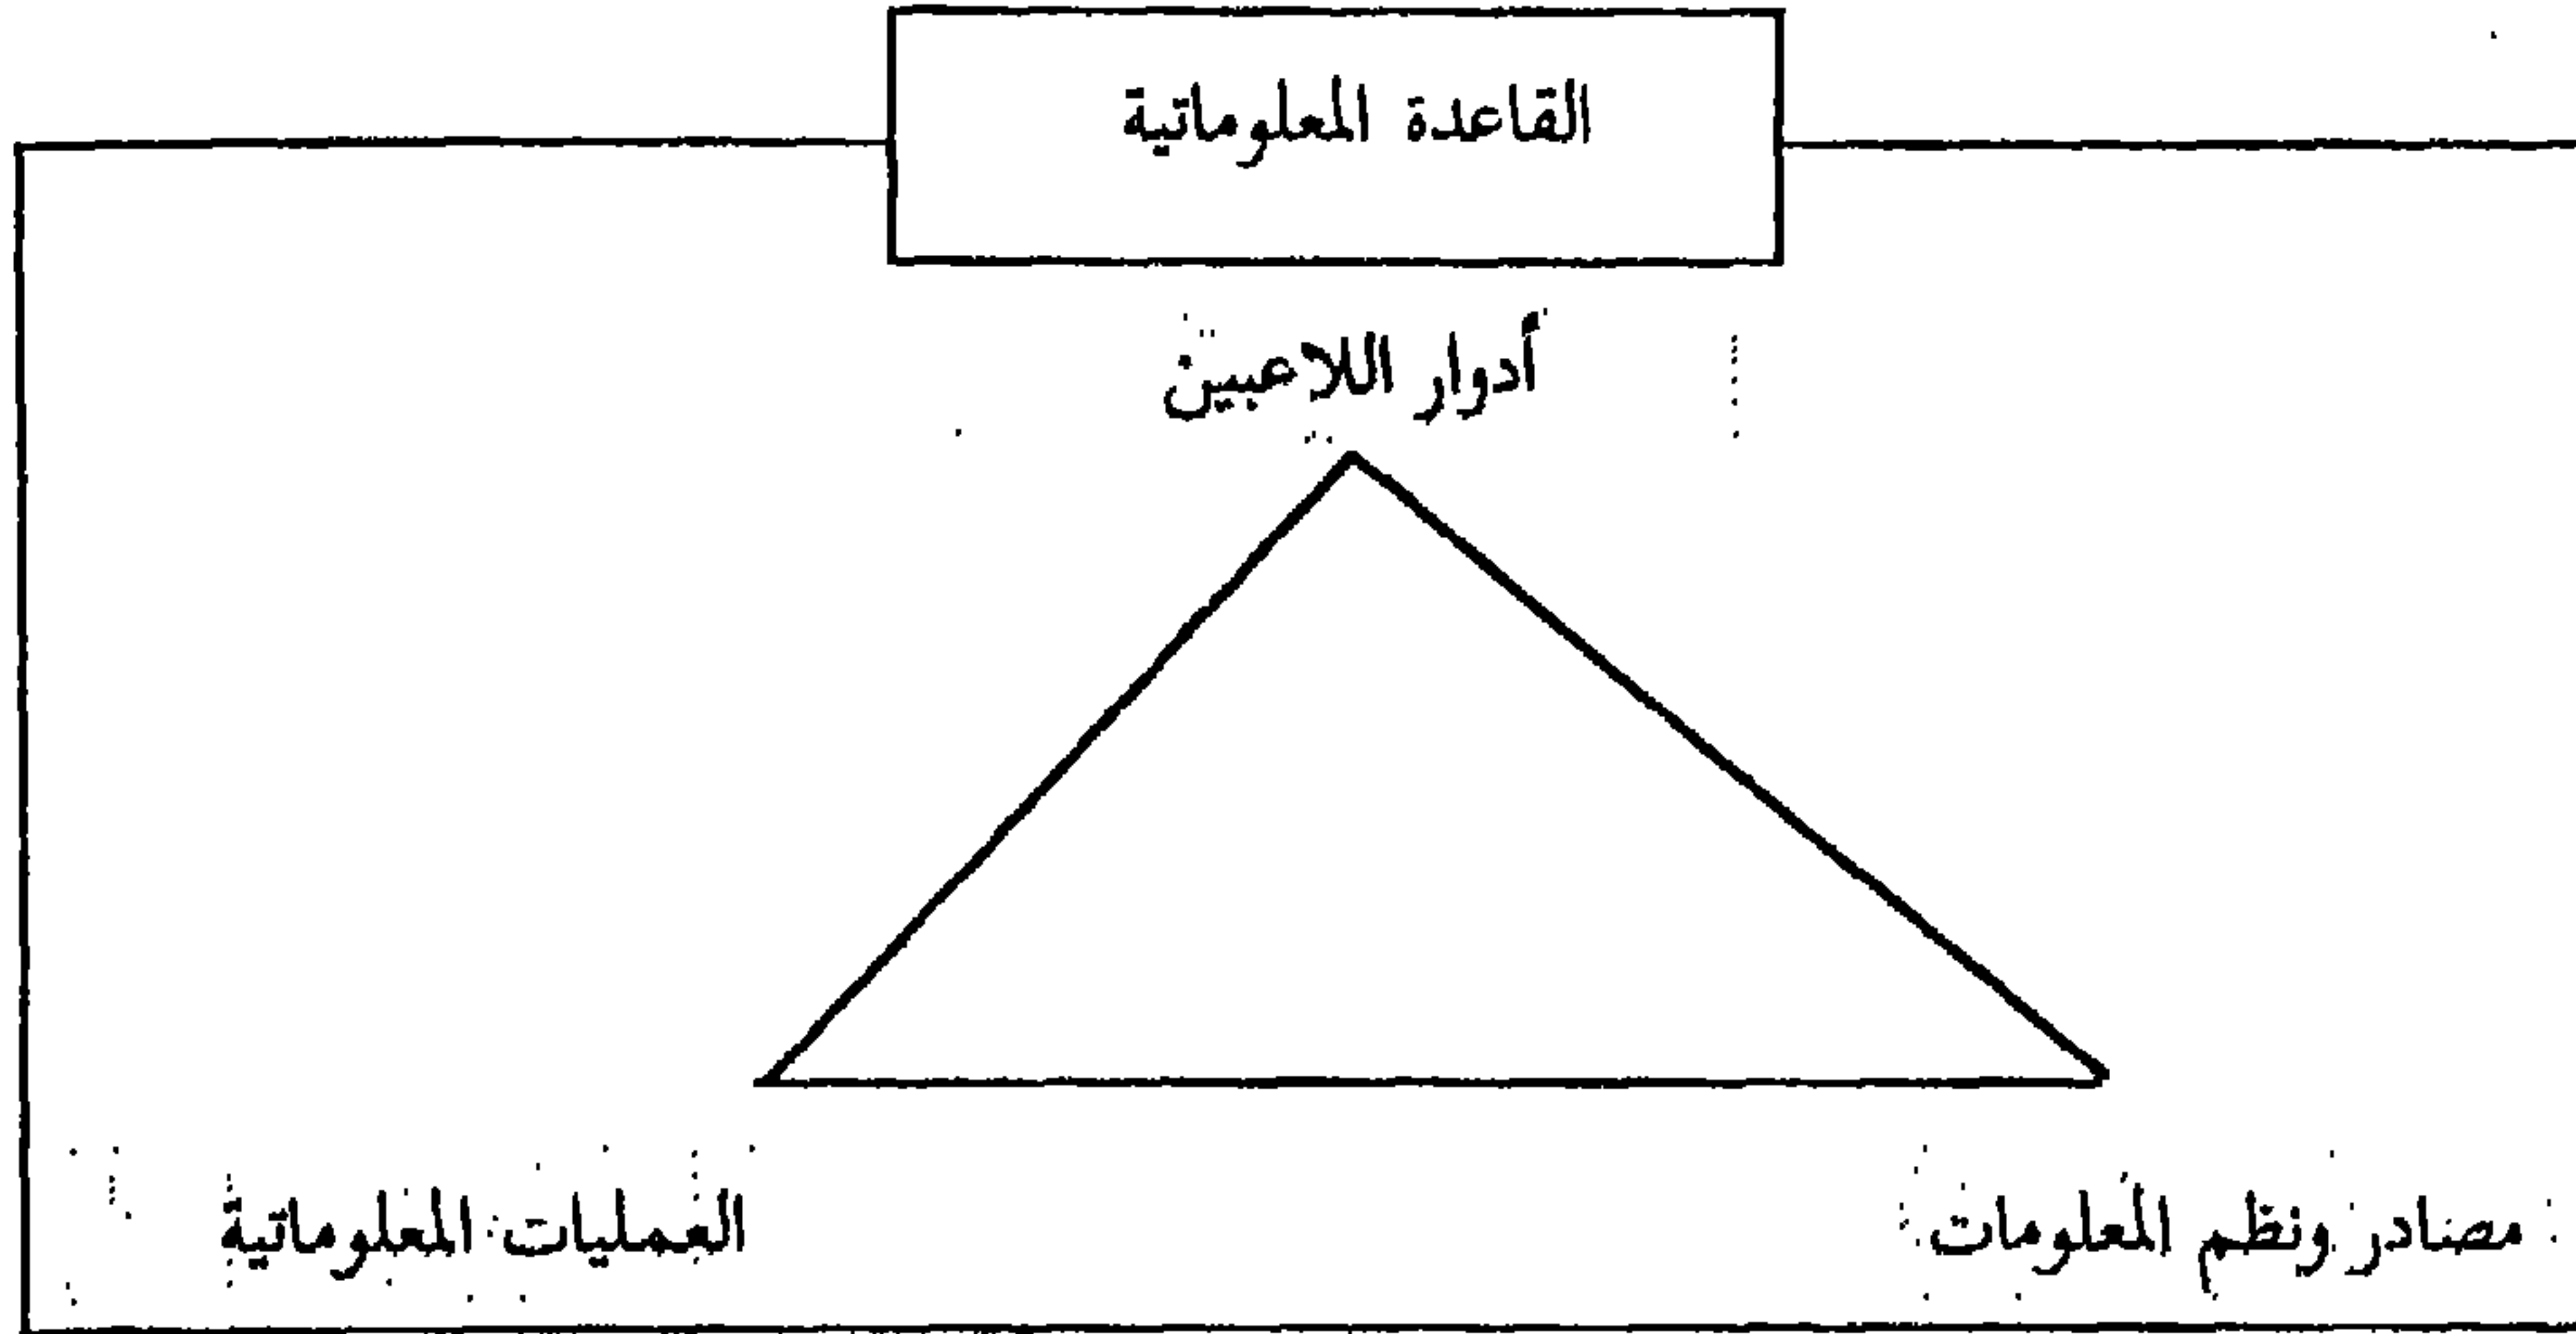 القاعدة المعلوماتية
أدوار اللاعبين
مصادر ونظم المعلومات
العمليات المعلوماتية